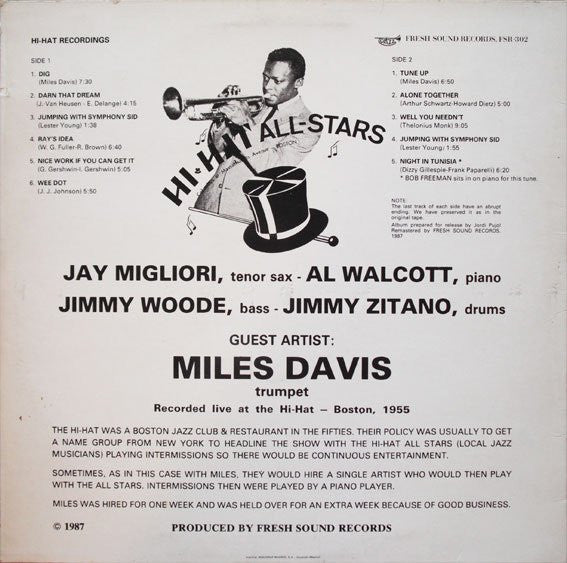 HI-HAT RECORDINGS
FRESH SOUND RECORDS, FSR-302
SIDE 1
1. DIG
(Miles Davis) 7:30
2. DARN THAT DREAM
(J.-Van Heusen - E. Delange) 4:15
3. JUMPING WITH SYMPHONY SID
(Lester Young) 1:38
4. RAY'S IDEA
(W. G. Fuller-R. Brown) 6:40
5. NICE WORK IF YOU CAN GET IT
(G. Gershwin-I. Gershwin) 5:05
6. WEE DOT
(J. J. Johnson) 5:50
HI-HAT ALL-STARS
Avenue BOSTON
SIDE 2
1. TUNE UP
(Miles Davis) 6:50
2. ALONE TOGETHER
(Arthur Schwartz-Howard Dietz) 5:00
3. WELL YOU NEEDN'T
(Thelonius Monk) 9:05
4. JUMPING WITH SYMPHONY SID
(Lester Young) 1:55
5. NIGHT IN TUNISIA *
(Dizzy Gillespie-Frank Paparelli) 6:20
* BOB FREEMAN sits in on piano for this tune.
NOTE:
The last track of each side have an abrupt
ending. We have preserved it as in the
original tape.
Album prepared for release by Jordi Pujol
Remastered by FRESH SOUND RECORDS.
1987
JAY MIGLIORI, tenor sax - AL WALCOTT, piano
JIMMY WOODE, bass - JIMMY ZITANO, drums
GUEST ARTIST:
MILES DAVIS
trumpet
Recorded live at the Hi-Hat – Boston, 1955
THE HI-HAT WAS A BOSTON JAZZ CLUB & RESTAURANT IN THE FIFTIES. THEIR POLICY WAS USUALLY TO GET
A NAME GROUP FROM NEW YORK TO HEADLINE THE SHOW WITH THE HI-HAT ALL STARS (LOCAL JAZZ
MUSICIANS) PLAYING INTERMISSIONS SO THERE WOULD BE CONTINUOUS ENTERTAINMENT.
SOMETIMES, AS IN THIS CASE WITH MILES, THEY WOULD HIRE A SINGLE ARTIST WHO WOULD THEN PLAY
WITH THE ALL STARS. INTERMISSIONS THEN WERE PLAYED BY A PIANO PLAYER.
MILES WAS HIRED FOR ONE WEEK AND WAS HELD OVER FOR AN EXTRA WEEK BECAUSE OF GOOD BUSINESS.
© 1987
PRODUCED BY FRESH SOUND RECORDS